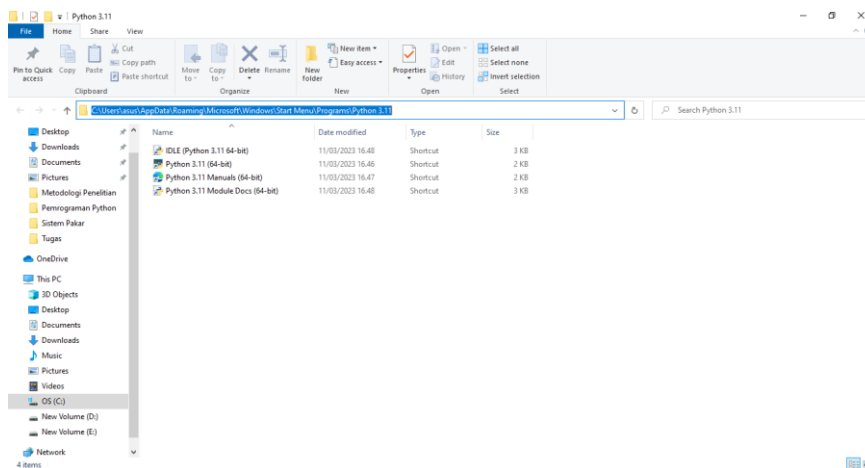 Python 3.11
File Home Share View
Pin to Quick access
Copy
Paste
Cut
Copy path
Paste shortcut
Clipboard
Move to
Copy to
Delete
Rename
Organize
New folder
New item
Easy access
New
Properties
Open
Edit
History
Open
Select all
Select none
Invert selection
Select
C:\Users\asus\AppData\Roaming\Microsoft\Windows\Start Menu\Programs\Python 3.11
Search Python 3.11
Desktop
Downloads
Documents
Pictures
Metodologi Penelitian
Pemrograman Python
Sistem Pakar
Tugas
OneDrive
This PC
3D Objects
Desktop
Documents
Downloads
Music
Pictures
Videos
OS (C:)
New Volume (D:)
New Volume (E:)
Network
Name Date modified Type Size
IDLE (Python 3.11 64-bit) 11/03/2023 16.48 Shortcut 3 KB
Python 3.11 (64-bit) 11/03/2023 16.46 Shortcut 2 KB
Python 3.11 Manuals (64-bit) 11/03/2023 16.47 Shortcut 2 KB
Python 3.11 Module Docs (64-bit) 11/03/2023 16.48 Shortcut 3 KB
4 items